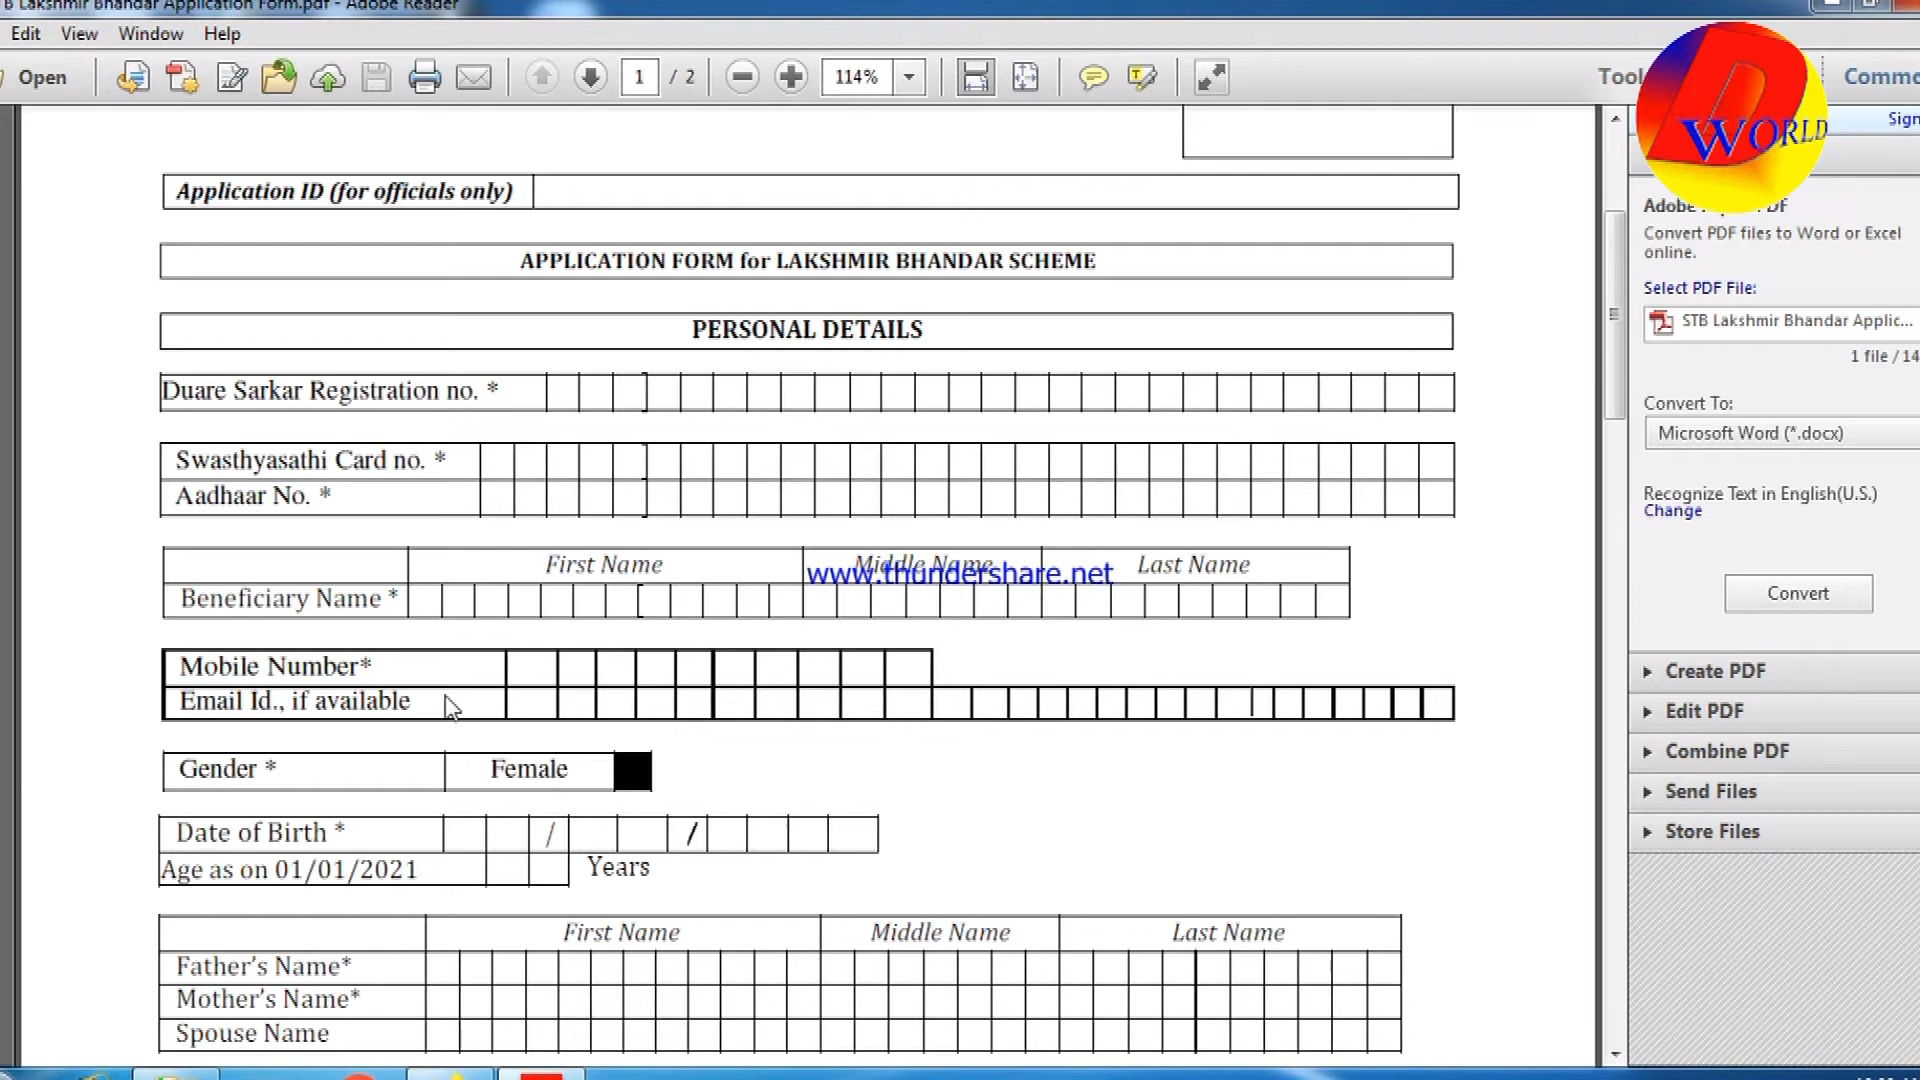 B Lakshmir Bhandar Application Form.pdf - Adobe Reader
Edit View Window Help
Open 1 / 2 114%
D
WORLD
Sign
Application ID (for officials only)
APPLICATION FORM for LAKSHMIR BHANDAR SCHEME
PERSONAL DETAILS
Duare Sarkar Registration no. *
Swasthyasathi Card no. *
Aadhaar No. *
First Name Middle Name Last Name
www.thundershare.net
Beneficiary Name *
Mobile Number*
Email Id., if available
Gender * Female
Date of Birth * / /
Age as on 01/01/2021 Years
First Name Middle Name Last Name
Father's Name*
Mother's Name*
Spouse Name
Convert PDF files to Word or Excel
online.
Select PDF File:
STB Lakshmir Bhandar Applic...
1 file / 14
Convert To:
Microsoft Word (*.docx)
Recognize Text in English(U.S.)
Change
Convert
Create PDF
Edit PDF
Combine PDF
Send Files
Store Files